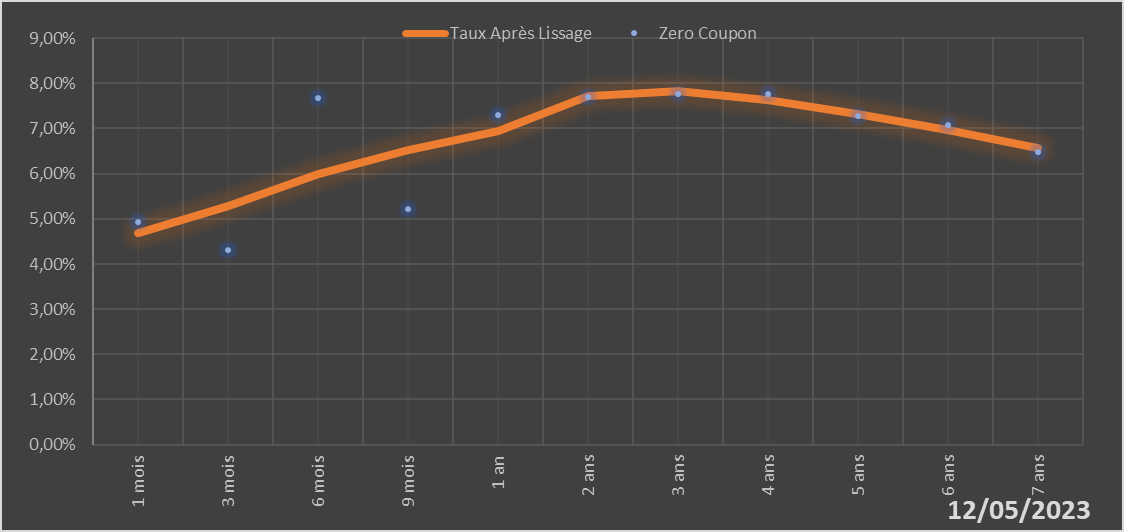 Taux Après Lissage Zero Coupon
9,00%
8,00%
7,00%
6,00%
5,00%
4,00%
3,00%
2,00%
1,00%
0,00%
1 mois
3 mois
6 mois
9 mois
1 an
2 ans
3 ans
4 ans
5 ans
6 ans
7 ans
12/05/2023